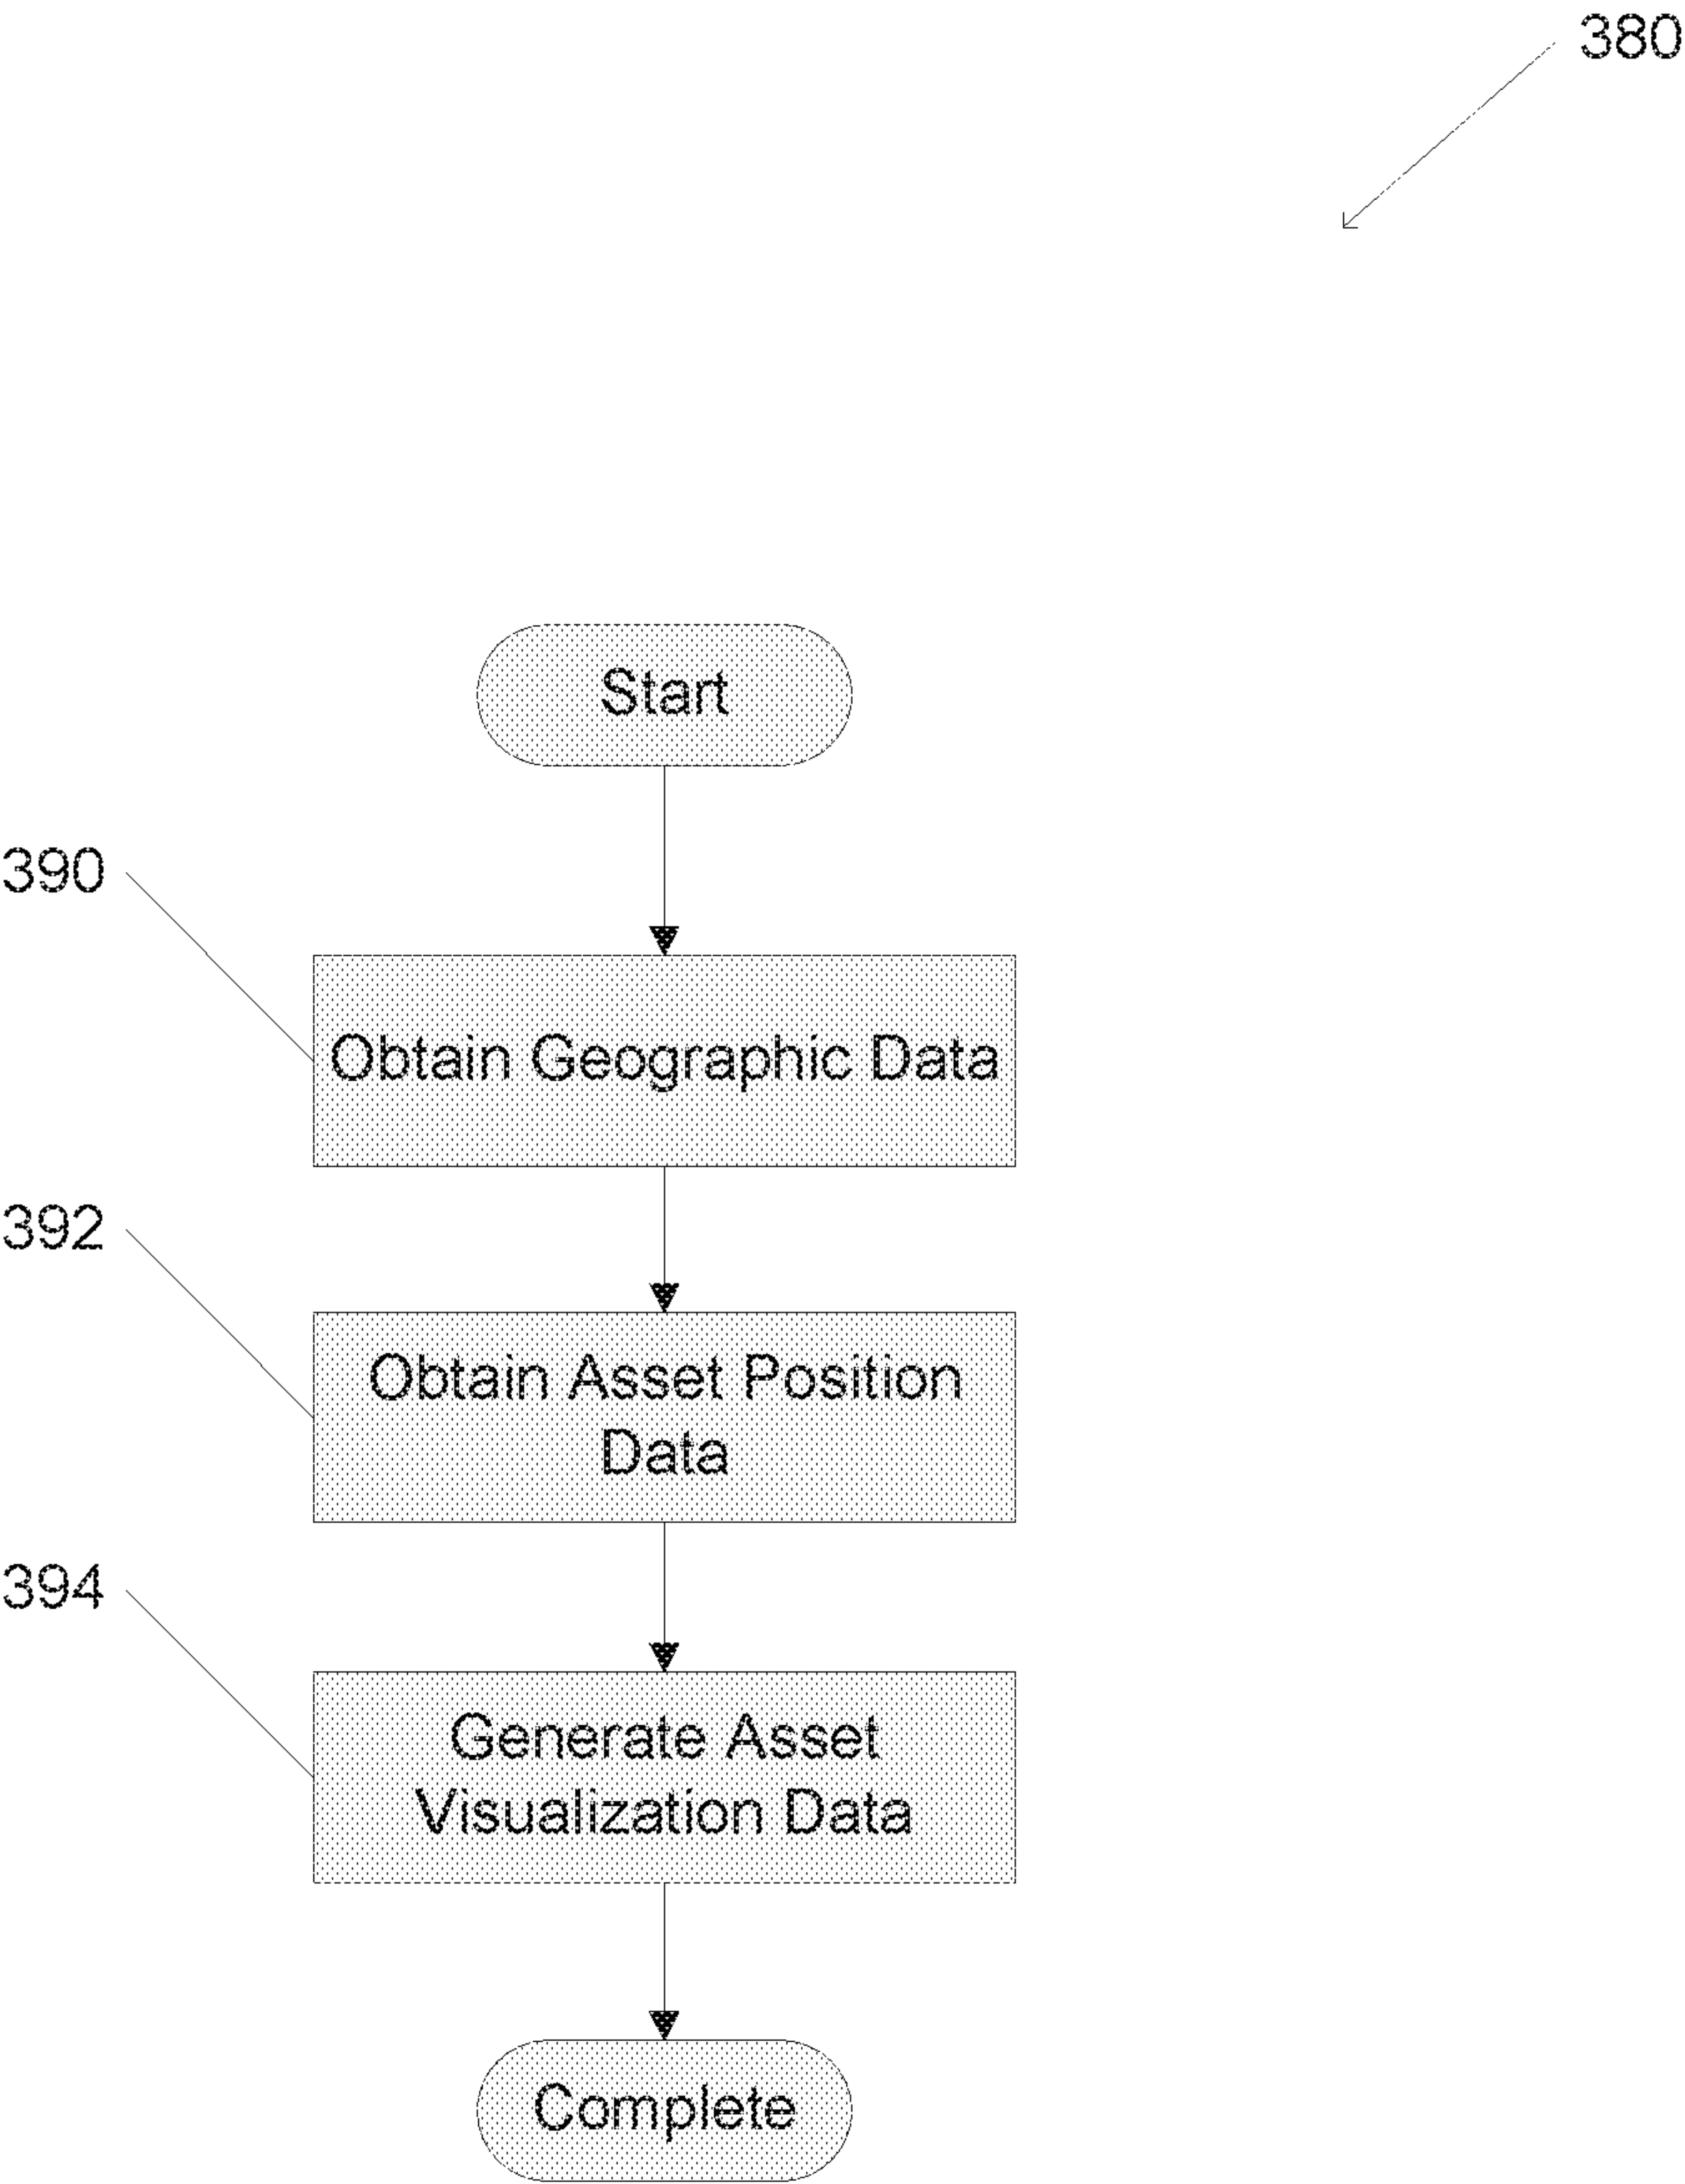 380
Start
390
Obtain Geographic Data
392
Obtain Asset Position
Data
394
Generate Asset
Visualization Data
Complete